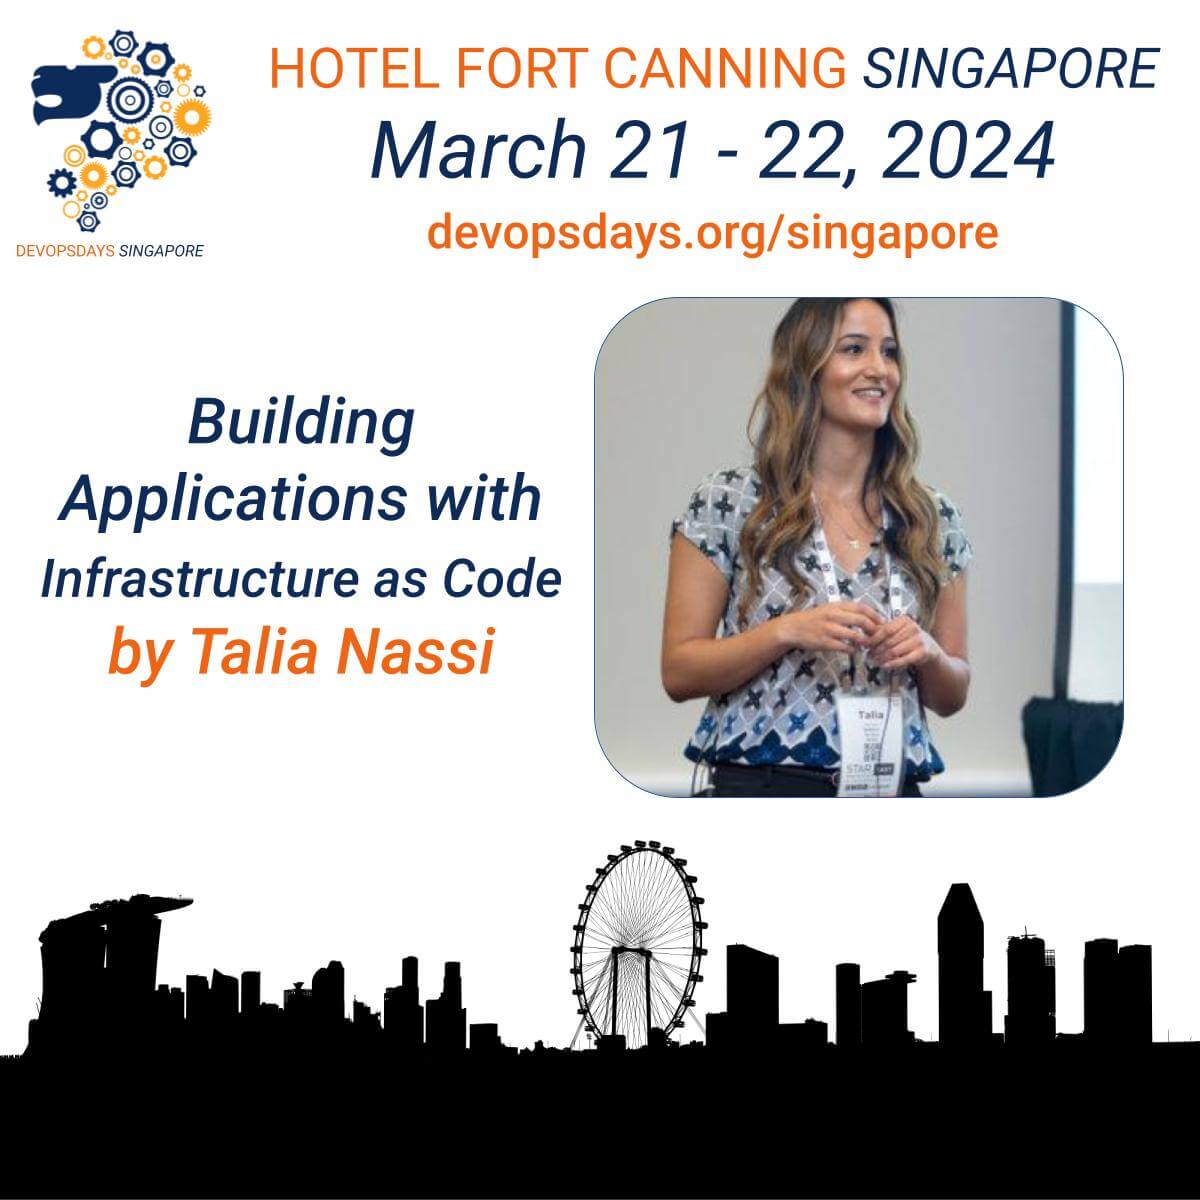 HOTEL FORT CANNING SINGAPORE
March 21 - 22, 2024
devopsdays.org/singapore
DEVOPSDAYS SINGAPORE
Building
Applications with
Infrastructure as Code
by Talia Nassi
Talia
STAR